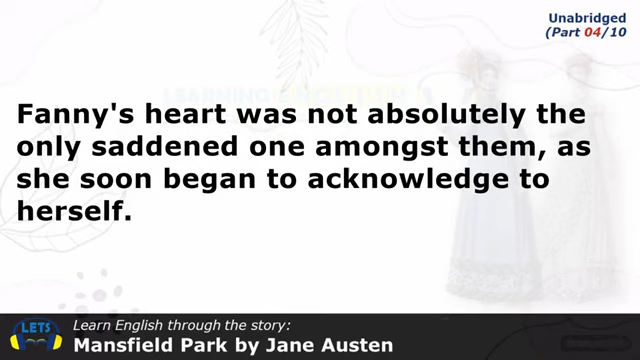 Unabridged
(Part 04/10
Fanny's heart was not absolutely the
only saddened one amongst them, as
she soon began to acknowledge to
herself.
LETS
Learn English through the story:
Mansfield Park by Jane Austen